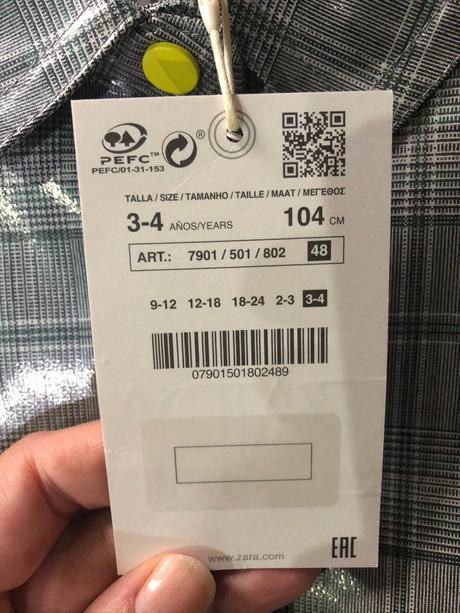 PEFC™
PEFC/01-31-153
®
TALLA / SIZE / TAMANHO / TAILLE / MAAT / ΜΕΓΕΘΟΣ
3-4 AÑOS/YEARS 104 CM
ART.: 7901 / 501 / 802 48
9-12 12-18 18-24 2-3 3-4
07901501802489
www.zara.com
EAC